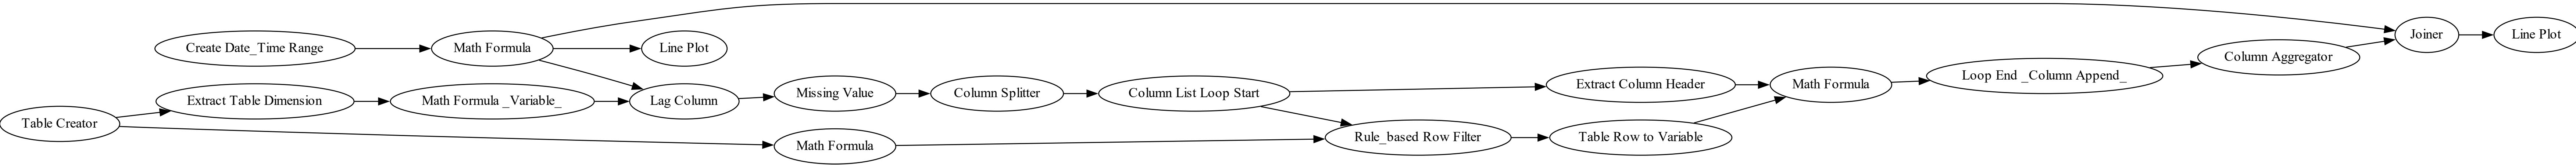 Create Date_Time Range
Math Formula
Line Plot
Joiner
Line Plot
Column Aggregator
Table Creator
Extract Table Dimension
Math Formula _Variable_
Lag Column
Missing Value
Column Splitter
Column List Loop Start
Extract Column Header
Math Formula
Loop End _Column Append_
Math Formula
Rule_based Row Filter
Table Row to Variable